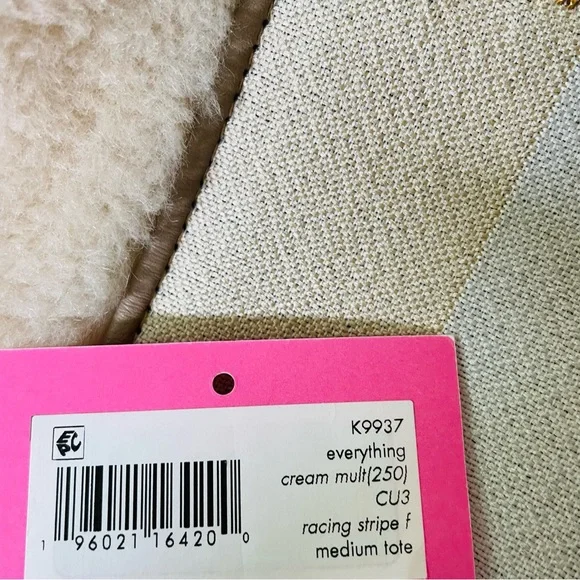 K9937
everything
cream mult(250)
CU3
racing stripe f
medium tote
1 96021 16420 0